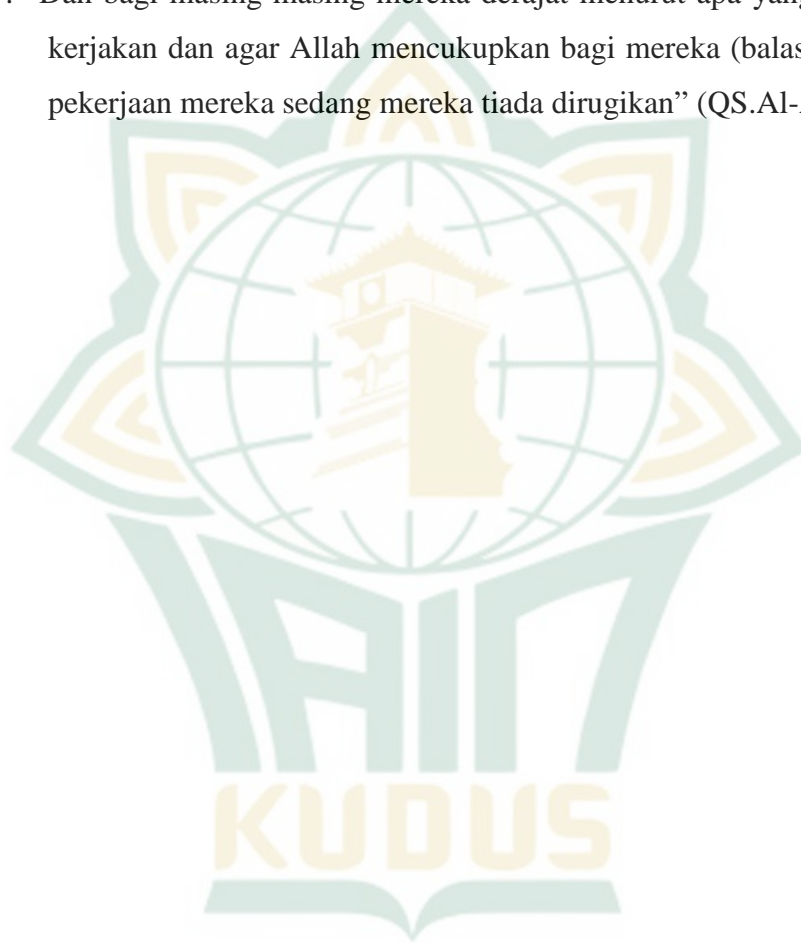 Dan bagi masing masing mereka derajat menurut apa yang
kerjakan dan agar Allah mencukupkan bagi mereka (balas
pekerjaan mereka sedang mereka tiada dirugikan” (QS.Al-
IAIN
KUDUS